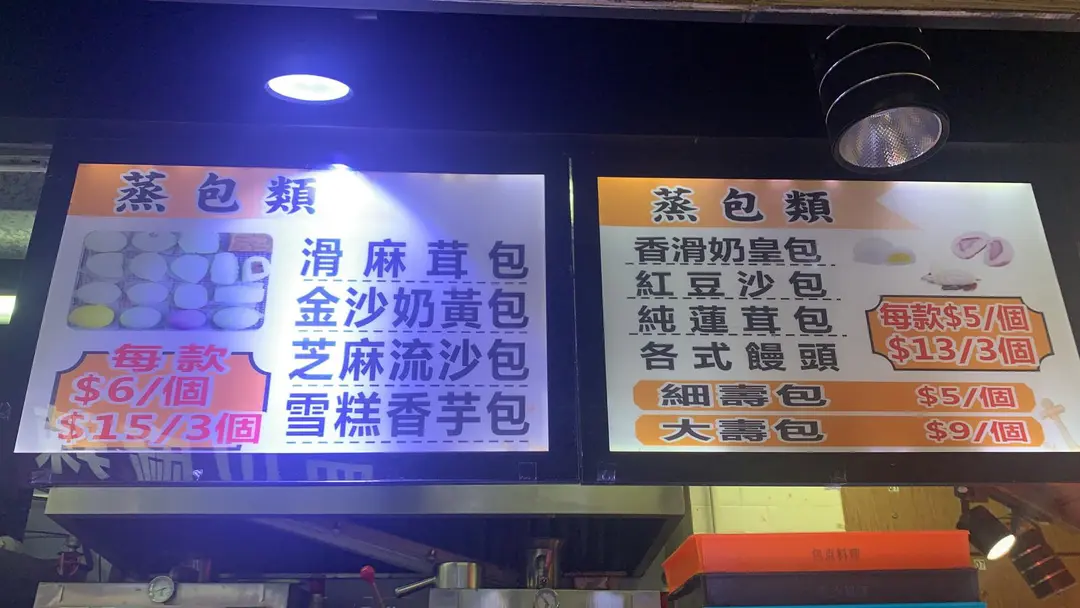 蒸包類
滑麻茸包
金沙奶黃包
芝麻流沙包
雪糕香芋包
每款
$6/個
$15/3個
蒸包類
香滑奶皇包
紅豆沙包
純蓮茸包
各式饅頭
每款$5/個
$13/3個
細壽包 $5/個
大壽包 $9/個